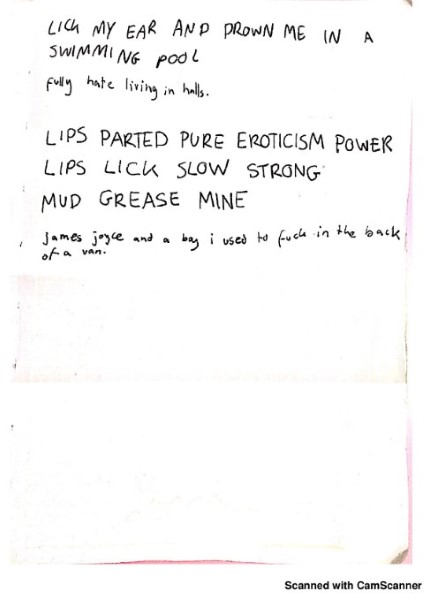 LICK MY EAR AND DROWN ME IN A
SWIMMING POOL
fully hate living in halls.
LIPS PARTED PURE EROTICISM POWER
LIPS LICK SLOW STRONG
MUD GREASE MINE
james joyce and a boy i used to fuck in the back
of a van.
Scanned with CamScanner